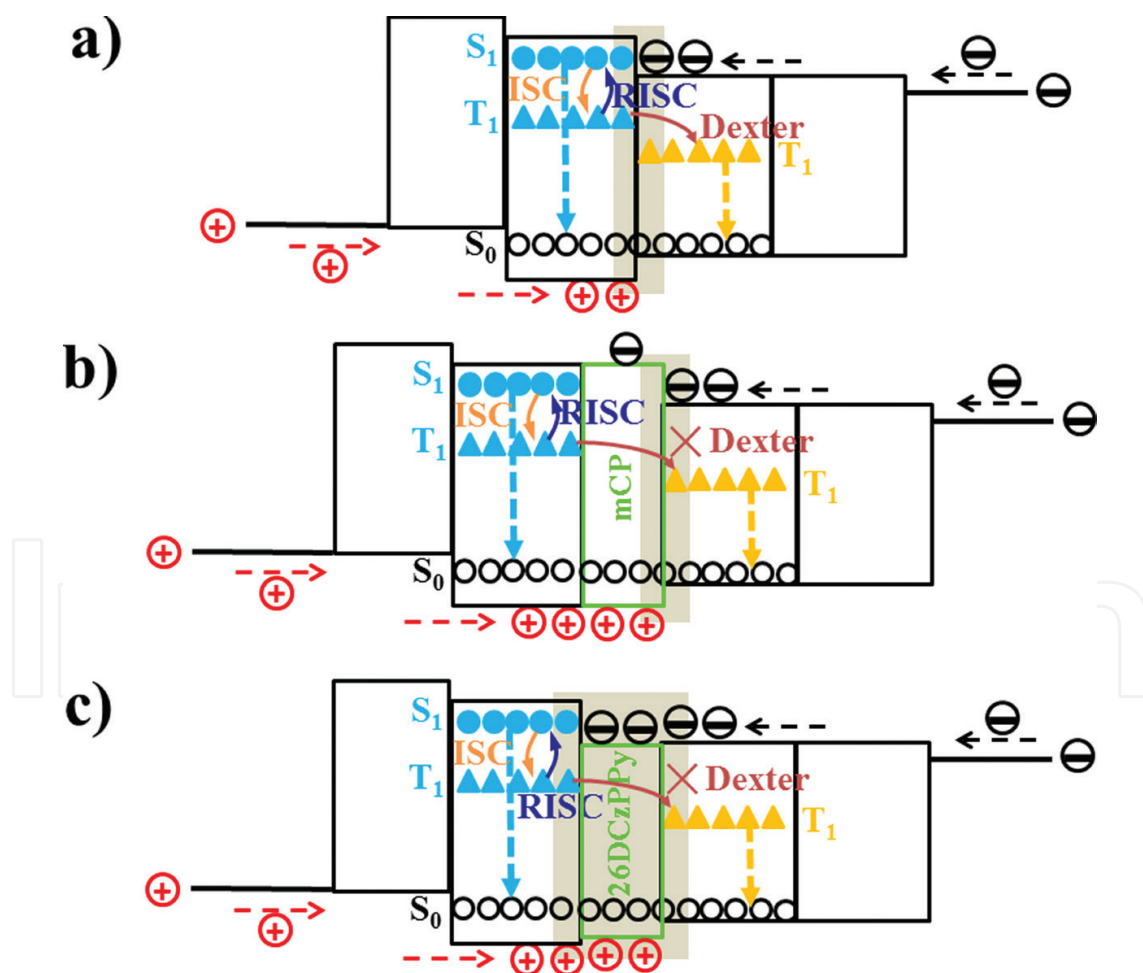 a)
S1
ISC
RISC
T1
Dexter
T1
S0
b)
S1
ISC
RISC
T1
mCP
Dexter
T1
S0
c)
S1
ISC
T1
RISC
26DCzPPy
Dexter
T1
S0